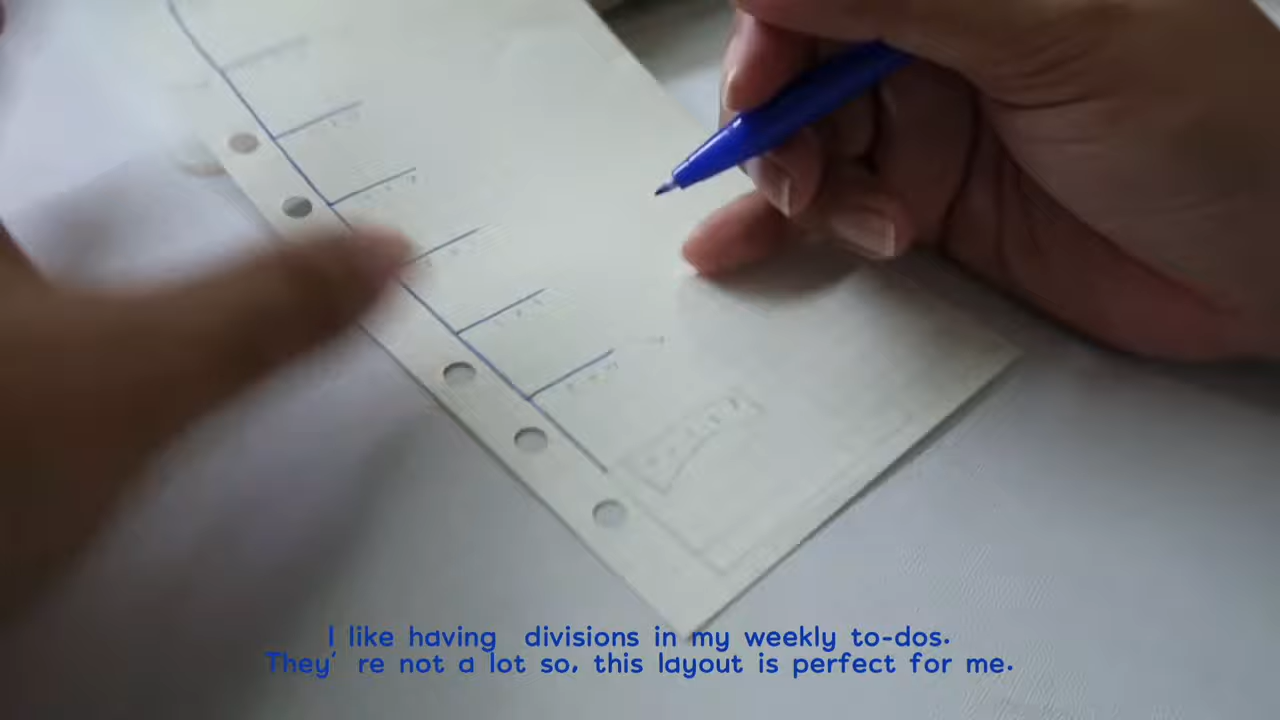 I like having divisions in my weekly to-dos.
They’re not a lot so, this layout is perfect for me.